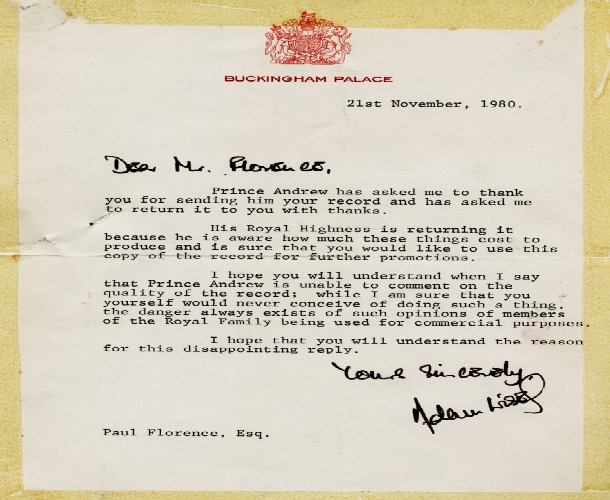 BUCKINGHAM PALACE
21st November, 1980.
Dear Mr. Florence,
Prince Andrew has asked me to thank
you for sending him your record and has asked me
to return it to you with thanks.
His Royal Highness is returning it
because he is aware how much these things cost to
produce and is sure that you would like to use this
copy of the record for further promotions.
I hope you will understand when I say
that Prince Andrew is unable to comment on the
quality of the record; while I am sure that you
yourself would never conceive of doing such a thing,
the danger always exists of such opinions of members
of the Royal Family being used for commercial purposes.
I hope that you will understand the reason
for this disappointing reply.
Yours sincerely,
Adam
Paul Florence, Esq.